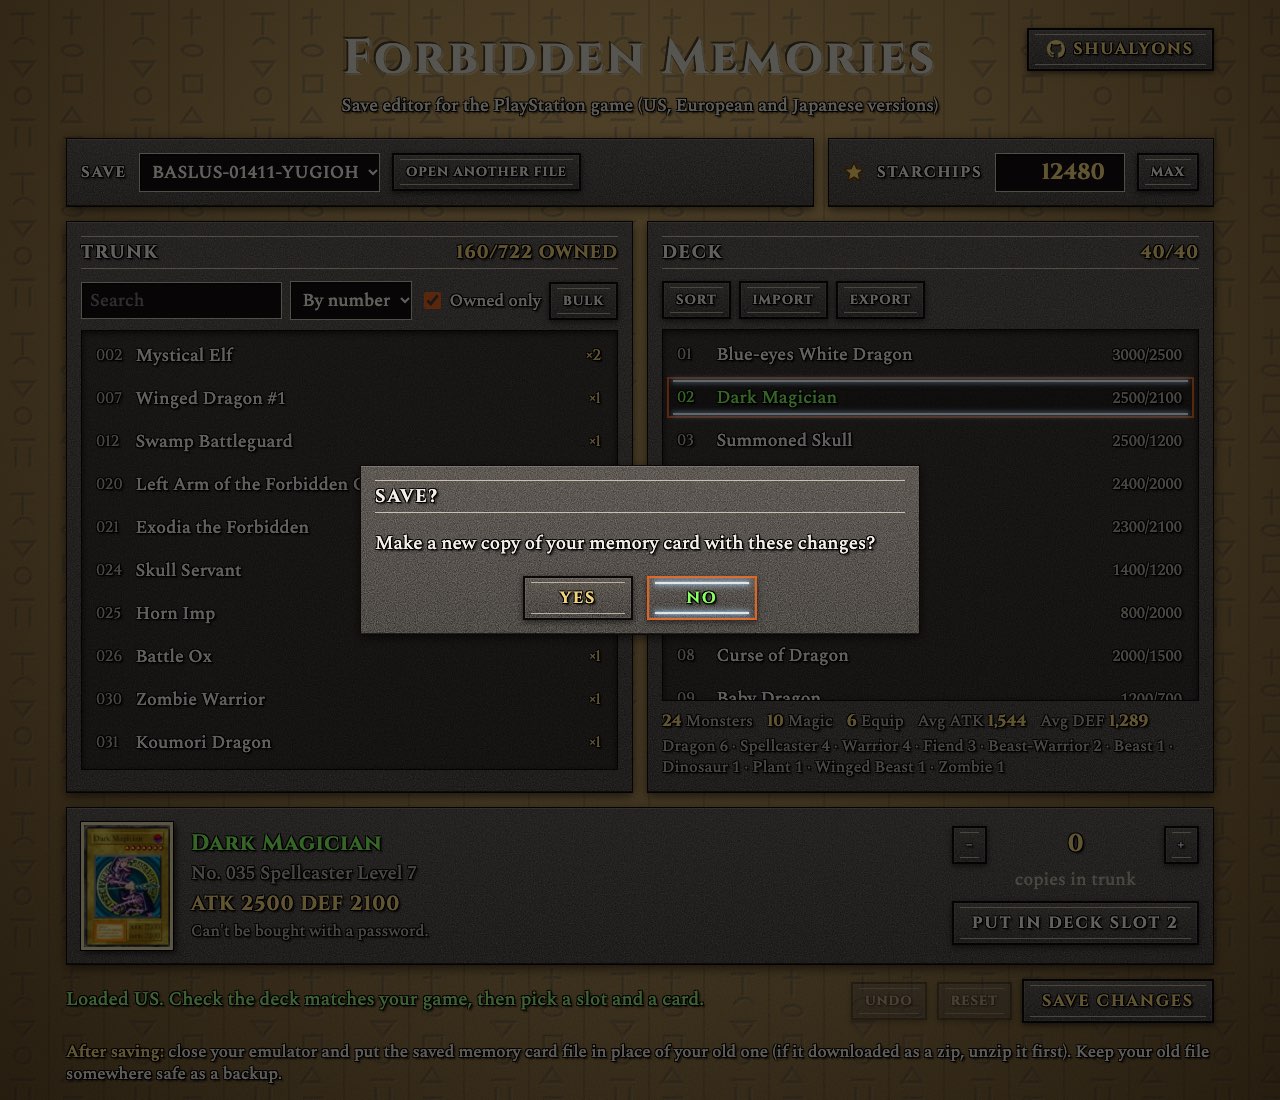 FORBIDDEN MEMORIES
SHUALYONS
Save editor for the PlayStation game (US, European and Japanese versions)
SAVE BASLUS-01411-YUGIOH OPEN ANOTHER FILE
STARCHIPS 12480 MAX
TRUNK 160/722 OWNED
Search By number Owned only BULK
002 Mystical Elf ×2
007 Winged Dragon #1 ×1
012 Swamp Battleguard ×1
020 Left Arm of the Forbidden
021 Exodia the Forbidden
024 Skull Servant
025 Horn Imp
026 Battle Ox ×1
030 Zombie Warrior ×1
031 Koumori Dragon ×1
DECK 40/40
SORT IMPORT EXPORT
01 Blue-eyes White Dragon 3000/2500
02 Dark Magician 2500/2100
03 Summoned Skull 2500/1200
2400/2000
2300/2100
1400/1200
800/2000
08 Curse of Dragon 2000/1500
09 Baby Dragon 1200/700
24 Monsters 10 Magic 6 Equip Avg ATK 1,544 Avg DEF 1,289
Dragon 6 · Spellcaster 4 · Warrior 4 · Fiend 3 · Beast-Warrior 2 · Beast 1 ·
Dinosaur 1 · Plant 1 · Winged Beast 1 · Zombie 1
SAVE?
Make a new copy of your memory card with these changes?
YES NO
Dark Magician
DARK MAGICIAN
No. 035 Spellcaster Level 7
ATK 2500 DEF 2100
Can't be bought with a password.
- 0 +
copies in trunk
PUT IN DECK SLOT 2
Loaded US. Check the deck matches your game, then pick a slot and a card.
UNDO RESET SAVE CHANGES
After saving: close your emulator and put the saved memory card file in place of your old one (if it downloaded as a zip, unzip it first). Keep your old file
somewhere safe as a backup.